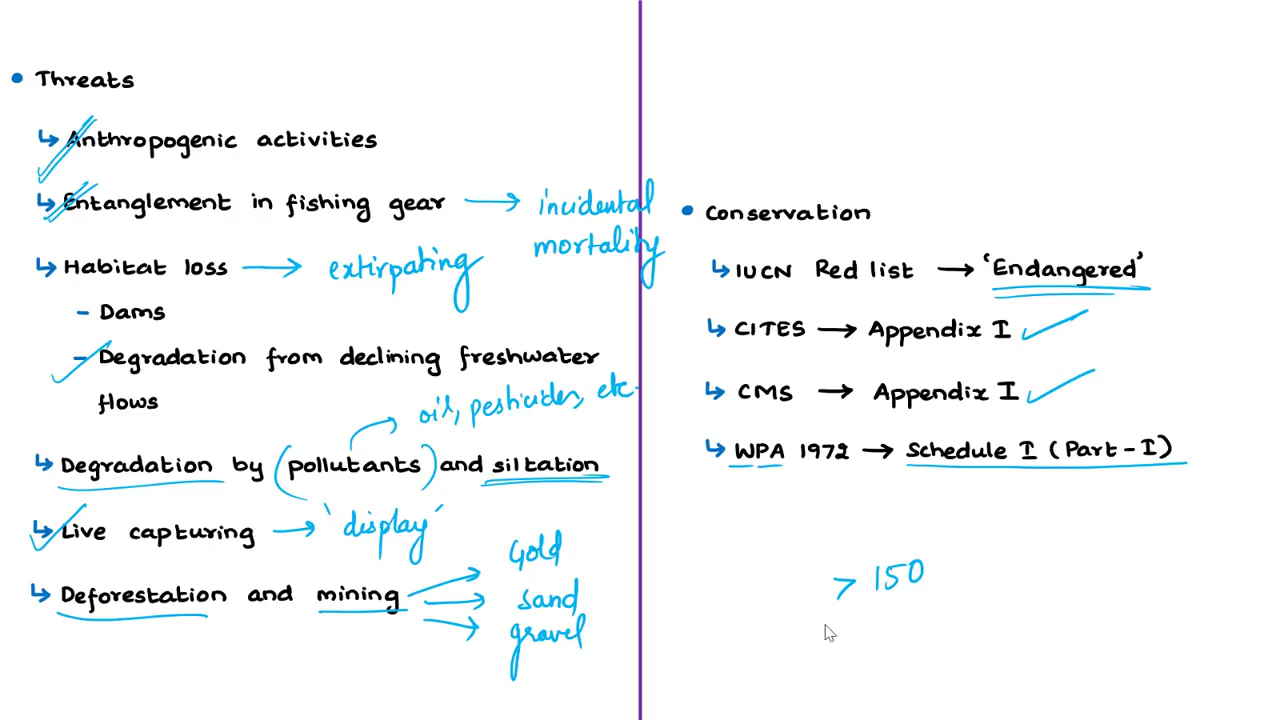 • Threats
↳ Anthropogenic activities
↳ Entanglement in fishing gear → incidental
mortality
↳ Habitat loss → extirpating
- Dams
- Degradation from declining freshwater
flows
oil, pesticides, etc.
↳ Degradation by (pollutants) and siltation
↳ Live capturing → 'display'
Gold
↳ Deforestation and mining → sand
gravel
• Conservation
↳ IUCN Red list → 'Endangered'
↳ CITES → Appendix I ✓
↳ CMS → Appendix I ✓
↳ WPA 1972 → Schedule I (Part-I)
> 150